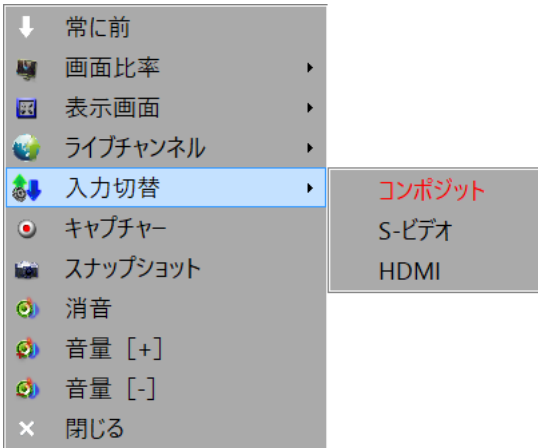 常に前
画面比率
表示画面
ライブチャンネル
入力切替
キャプチャー
スナップショット
消音
音量［+］
音量［-］
閉じる
コンポジット
S-ビデオ
HDMI